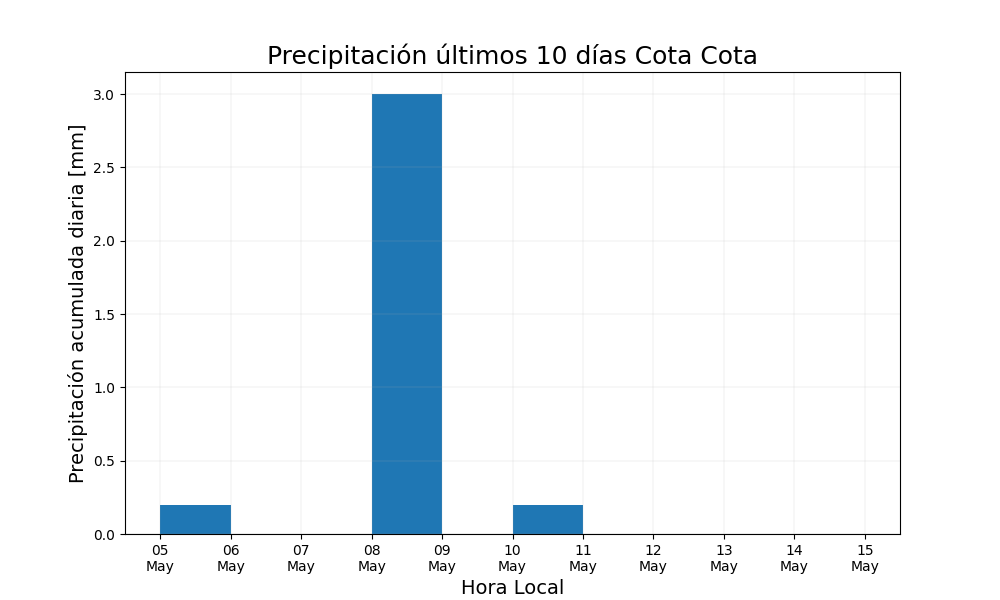 Precipitación últimos 10 días Cota Cota
Precipitación acumulada diaria [mm]
3.0
2.5
2.0
1.5
1.0
0.5
0.0
05 06 07 08 09 10 11 12 13 14 15
May May May May May May May May May May May
Hora Local